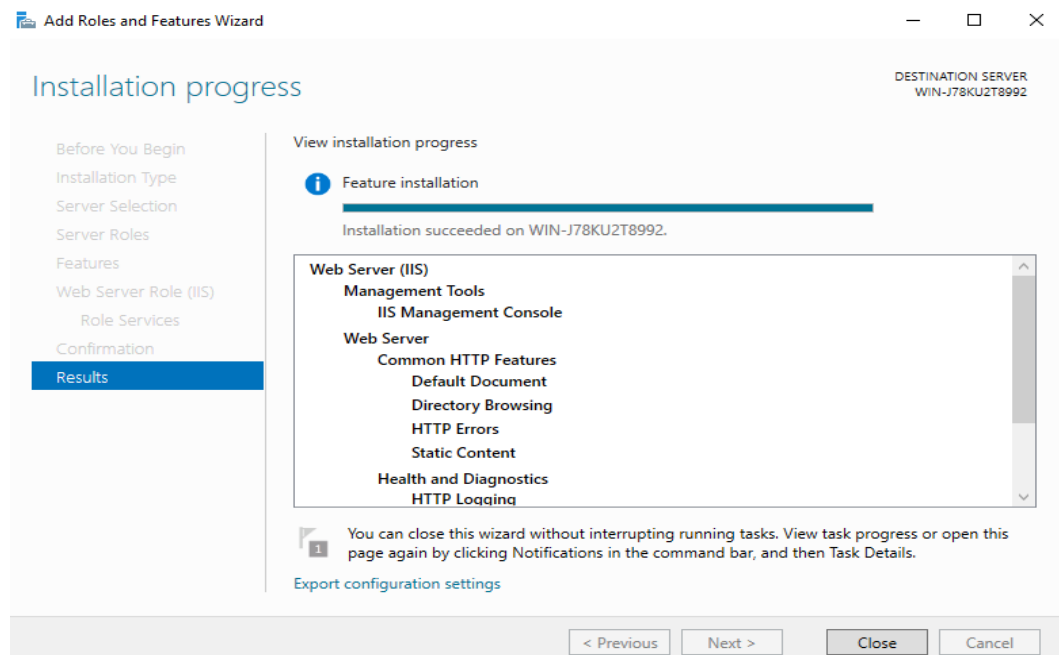 Add Roles and Features Wizard
Installation progress
DESTINATION SERVER
WIN-J78KU2T8992
Before You Begin
Installation Type
Server Selection
Server Roles
Features
Web Server Role (IIS)
Role Services
Confirmation
Results
View installation progress
Feature installation
Installation succeeded on WIN-J78KU2T8992.
Web Server (IIS)
Management Tools
IIS Management Console
Web Server
Common HTTP Features
Default Document
Directory Browsing
HTTP Errors
Static Content
Health and Diagnostics
HTTP Logging
1
You can close this wizard without interrupting running tasks. View task progress or open this
page again by clicking Notifications in the command bar, and then Task Details.
Export configuration settings
< Previous
Next >
Close
Cancel